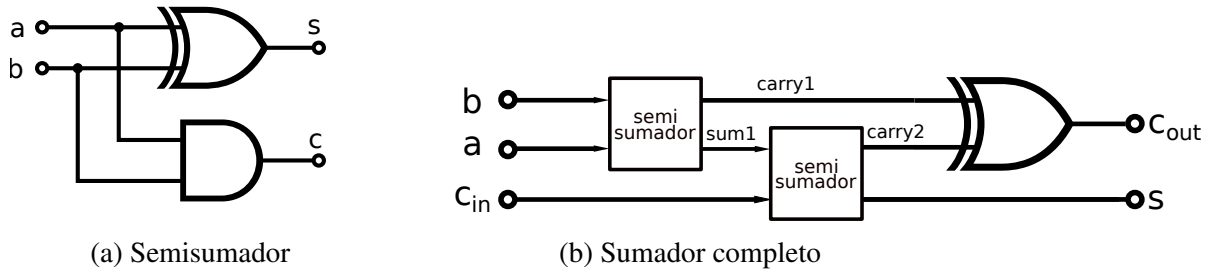 a
b
s
c
(a) Semisumador
b
a
c_in
semi
sumador
carry1
sum1
semi
sumador
carry2
c_out
s
(b) Sumador completo